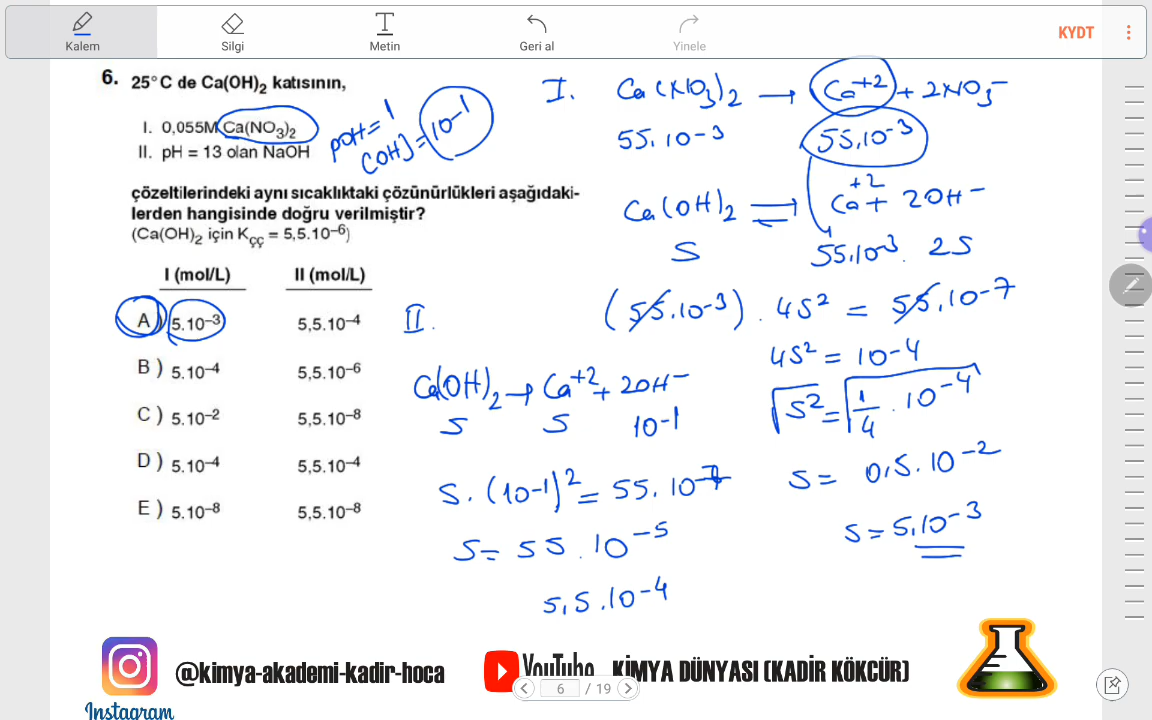 Kalem Silgi Metin Geri al Yinele KYDT
6. 25°C de Ca(OH)₂ katısının,
I. 0,055M Ca(NO₃)₂
II. pH = 13 olan NaOH
pOH=1
[OH]=10⁻¹
çözeltilerindeki aynı sıcaklıktaki çözünürlükleri aşağıdaki-
lerden hangisinde doğru verilmiştir?
(Ca(OH)₂ için Kçç = 5,5.10⁻⁶)
I (mol/L) II (mol/L)
A) 5.10⁻³ 5,5.10⁻⁴
B) 5.10⁻⁴ 5,5.10⁻⁶
C) 5.10⁻² 5,5.10⁻⁸
D) 5.10⁻⁴ 5,5.10⁻⁴
E) 5.10⁻⁸ 5,5.10⁻⁸
I. Ca(NO₃)₂ → Ca⁺² + 2NO₃⁻
55.10⁻³ 55.10⁻³
Ca(OH)₂ ⇌ Ca⁺² + 2OH⁻
S 55.10⁻³. 2S
(55.10⁻³). 4S² = 55.10⁻⁷
4S² = 10⁻⁴
√S² = √1/4 . 10⁻⁴
S = 0,5.10⁻²
S = 5.10⁻³
II.
Ca(OH)₂ → Ca⁺² + 2OH⁻
S S 10⁻¹
S. (10⁻¹)² = 55.10⁻⁷
S = 55.10⁻⁵
5,5.10⁻⁴
@kimya-akademi-kadir-hoca
Instagram
YouTube KİMYA DÜNYASI (KADİR KÖKCÜR)
6 / 19